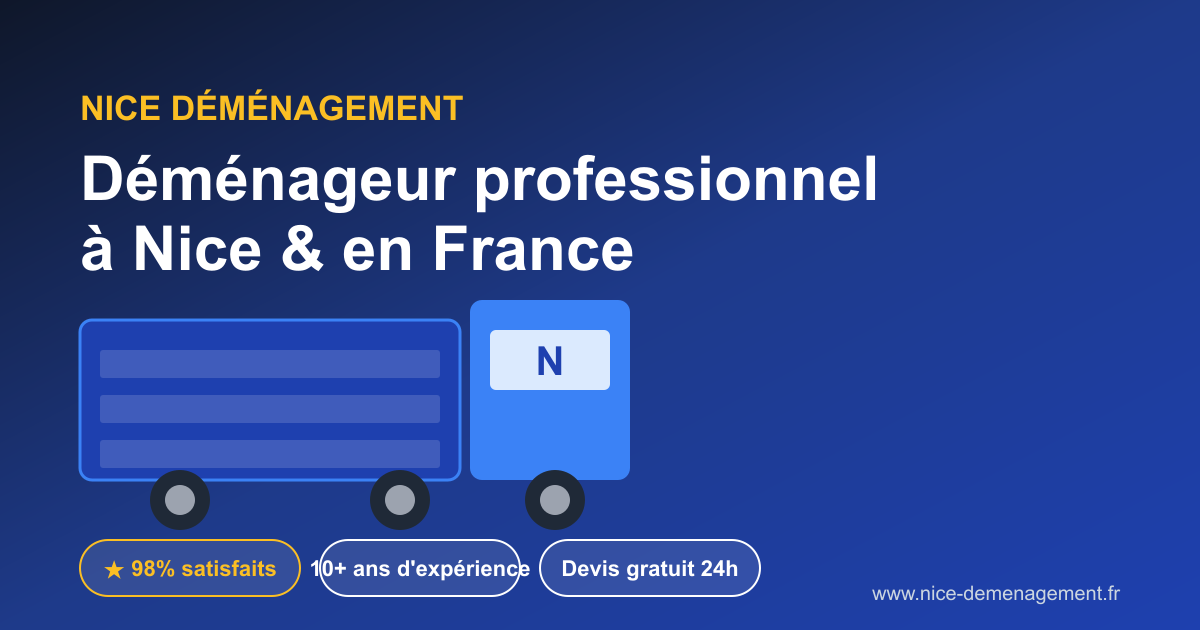 NICE DÉMÉNAGEMENT
Déménageur professionnel
à Nice & en France
N
★ 98% satisfaits
10+ ans d'expérience
Devis gratuit 24h
www.nice-demenagement.fr